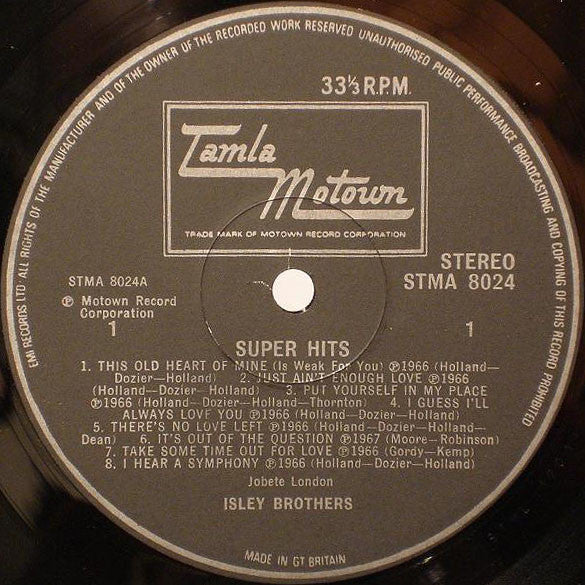 EMI RECORDS LTD ALL RIGHTS OF THE MANUFACTURER AND OF THE OWNER OF THE RECORDED WORK RESERVED UNAUTHORISED PUBLIC PERFORMANCE BROADCASTING AND COPYING OF THIS RECORD PROHIBITED
33⅓ R.P.M.
Tamla
Motown
TRADE MARK OF MOTOWN RECORD CORPORATION
STEREO
STMA 8024A
STMA 8024
℗ Motown Record
Corporation
1
1
SUPER HITS
1. THIS OLD HEART OF MINE (Is Weak For You) ℗1966 (Holland—
Dozier—Holland) 2. JUST AIN'T ENOUGH LOVE ℗1966
(Holland—Dozier—Holland) 3. PUT YOURSELF IN MY PLACE
℗1966 (Holland—Dozier—Holland—Thornton) 4. I GUESS I'LL
ALWAYS LOVF YOU ℗1966 (Holland—Dozier—Holland)
5. THERE'S NO LOVE LEFT ℗1966 (Holland—Dozier—Holland—
Dean) 6. IT'S OUT OF THE QUESTION ℗1967 (Moore—Robinson)
7. TAKE SOME TIME OUT FOR LOVE ℗1966 (Gordy—Kemp)
8. I HEAR A SYMPHONY ℗1966 (Holland—Dozier—Holland)
Jobete London
ISLEY BROTHERS
MADE IN GT BRITAIN